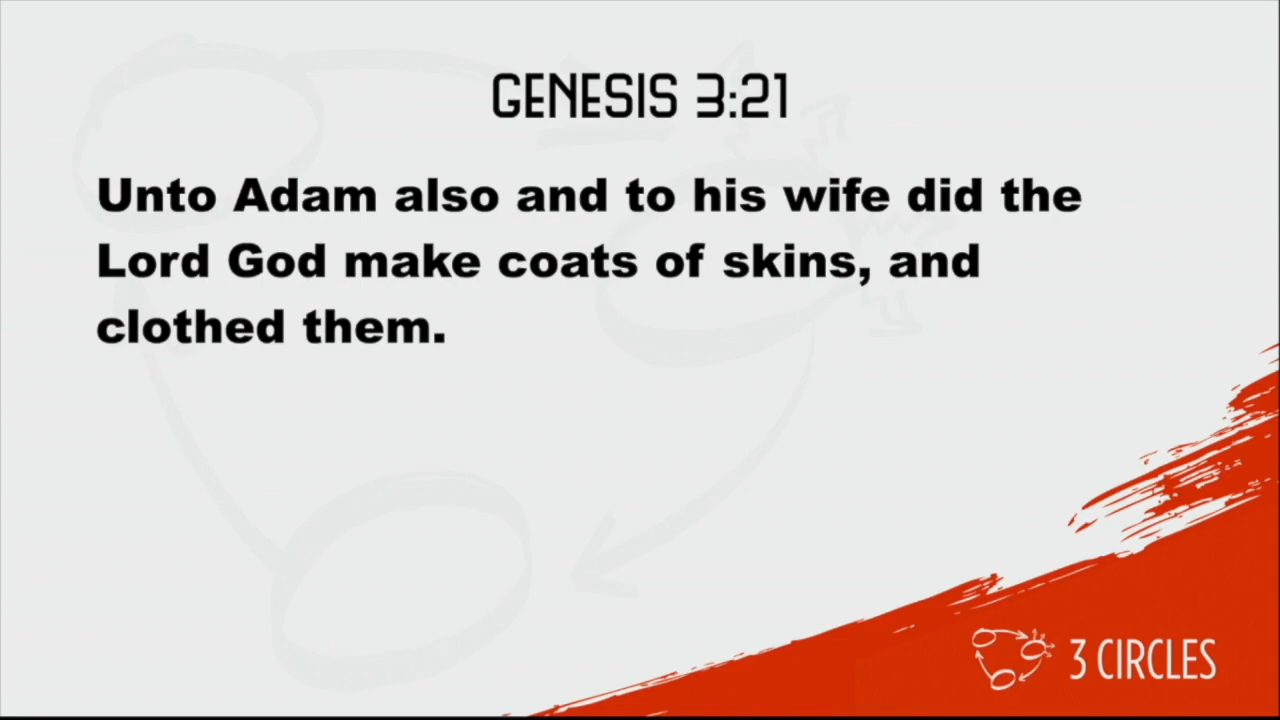 GENESIS 3:21
Unto Adam also and to his wife did the
Lord God make coats of skins, and
clothed them.
3 CIRCLES